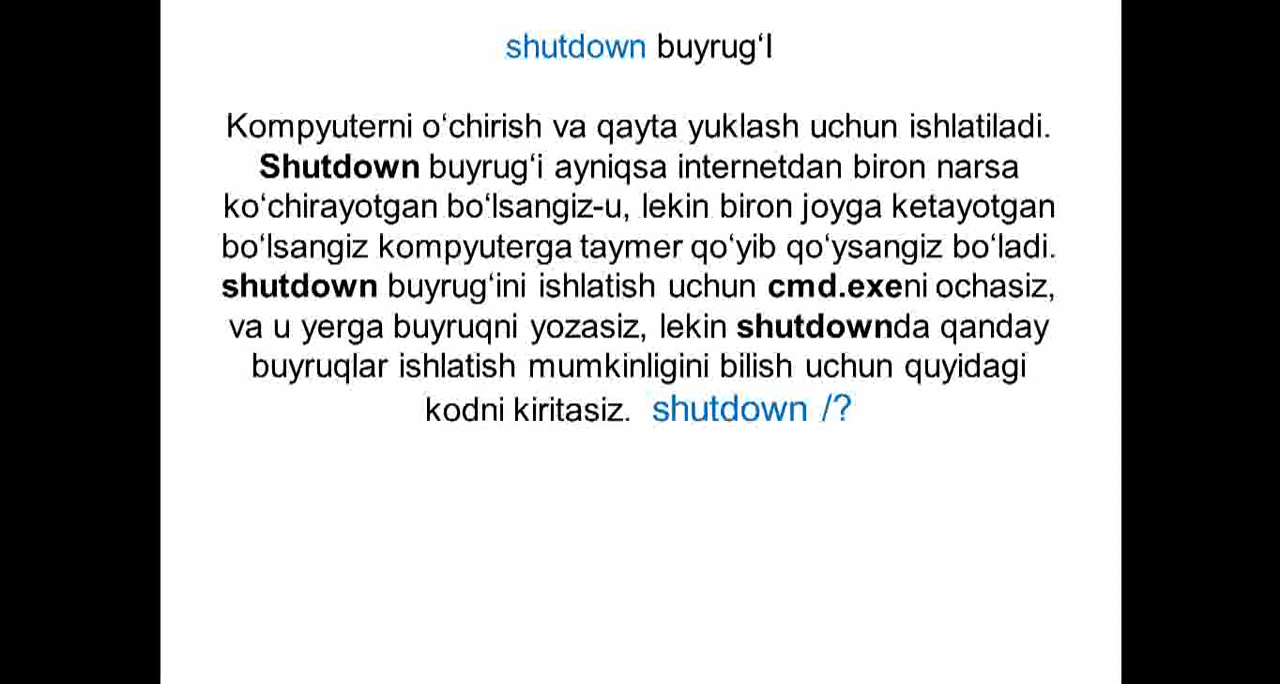 shutdown buyrug‘I
Kompyuterni o‘chirish va qayta yuklash uchun ishlatiladi.
Shutdown buyrug‘i ayniqsa internetdan biron narsa
ko‘chirayotgan bo‘lsangiz-u, lekin biron joyga ketayotgan
bo‘lsangiz kompyuterga taymer qo‘yib qo‘ysangiz bo‘ladi.
shutdown buyrug‘ini ishlatish uchun cmd.exeni ochasiz,
va u yerga buyruqni yozasiz, lekin shutdownda qanday
buyruqlar ishlatish mumkinligini bilish uchun quyidagi
kodni kiritasiz. shutdown /?